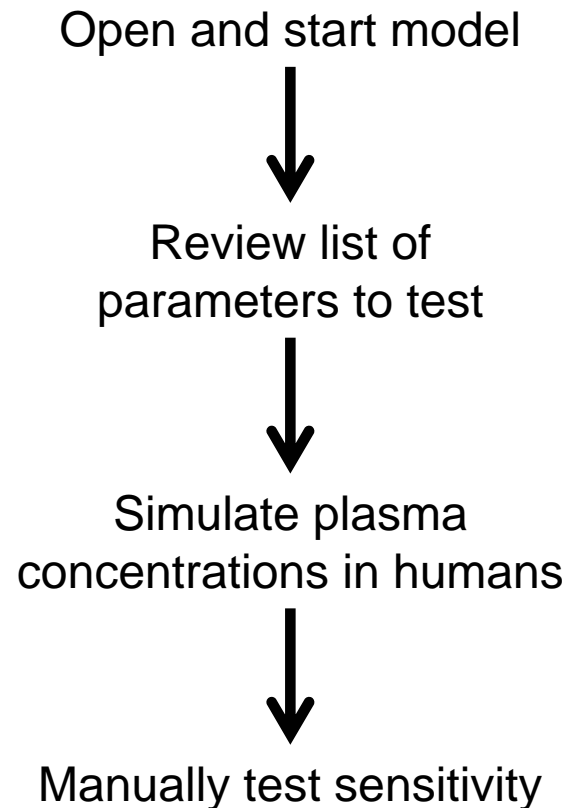 Open and start model
Review list of
parameters to test
Simulate plasma
concentrations in humans
Manually test sensitivity